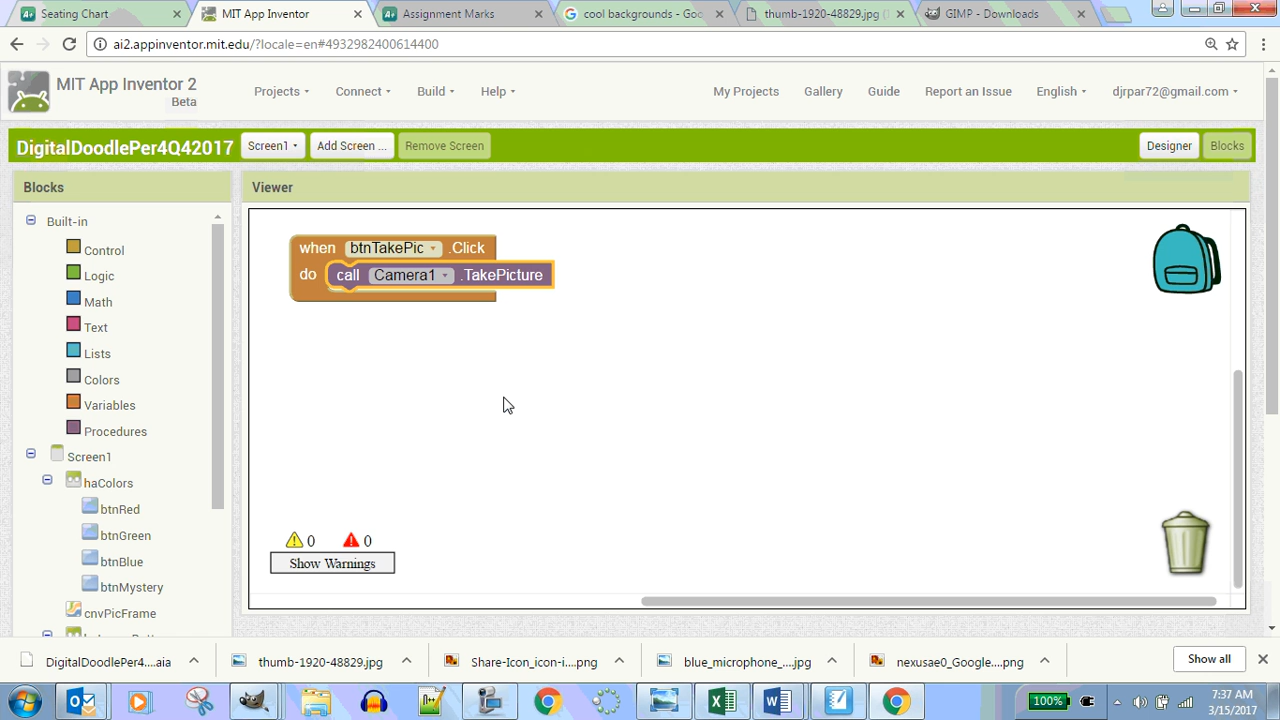 Seating Chart
MIT App Inventor
Assignment Marks
cool backgrounds - Goo
thumb-1920-48829.jpg (1
GIMP - Downloads
ai2.appinventor.mit.edu/?locale=en#4932982400614400
MIT App Inventor 2
Beta
Projects
Connect
Build
Help
My Projects
Gallery
Guide
Report an Issue
English
djrpar72@gmail.com
DigitalDoodlePer4Q42017
Screen1
Add Screen ...
Remove Screen
Designer
Blocks
Blocks
Viewer
Built-in
Control
Logic
Math
Text
Lists
Colors
Variables
Procedures
Screen1
haColors
btnRed
btnGreen
btnBlue
btnMystery
cnvPicFrame
when btnTakePic .Click
do call Camera1 .TakePicture
0 0
Show Warnings
DigitalDoodlePer4....aia
thumb-1920-48829.jpg
Share-Icon_icon-i....png
blue_microphone_....jpg
nexusae0_Google....png
Show all
100%
7:37 AM
3/15/2017